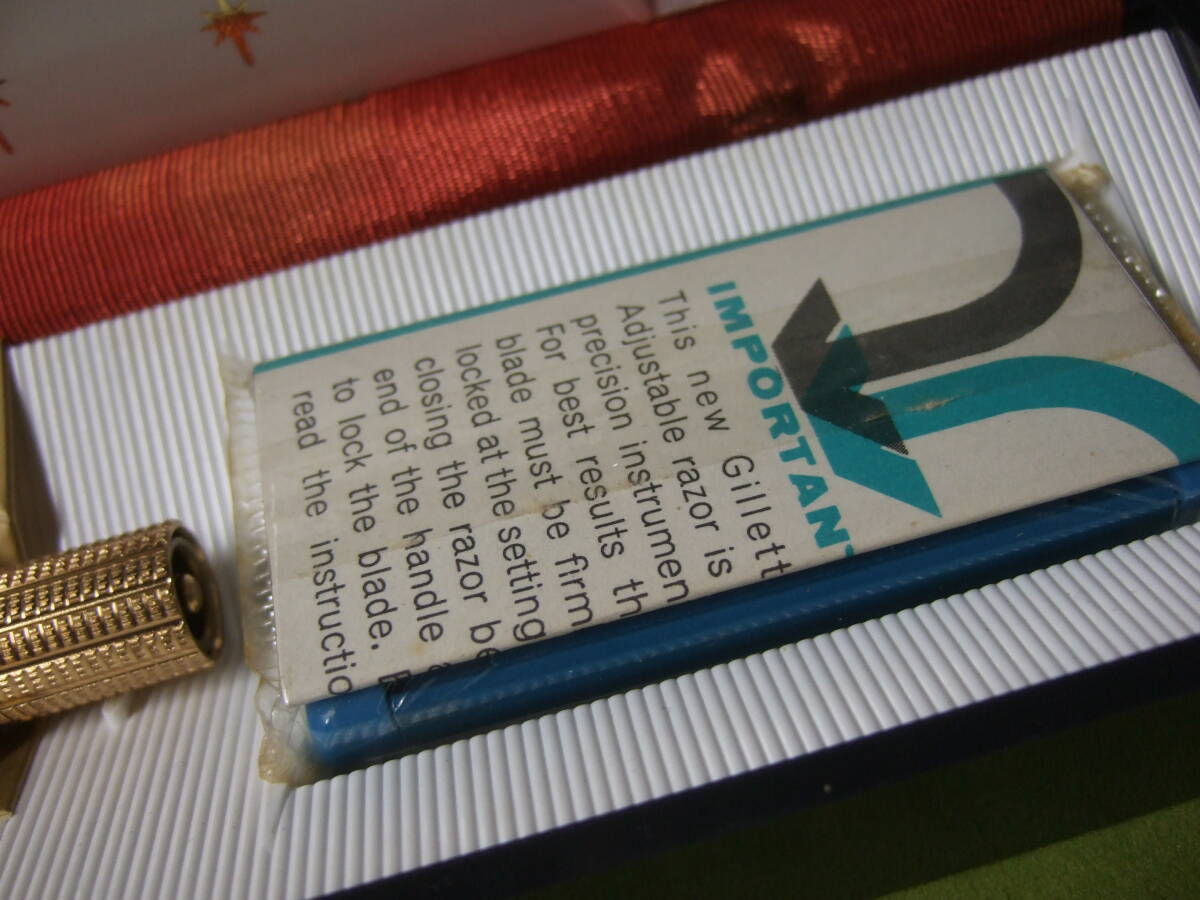 IMPORTAN
This new Gillett
Adjustable razor is
precision instrumen
For best results th
blade must be firm
locked at the setting
closing the razor be
end of the handle
to lock the blade.
read the instructio